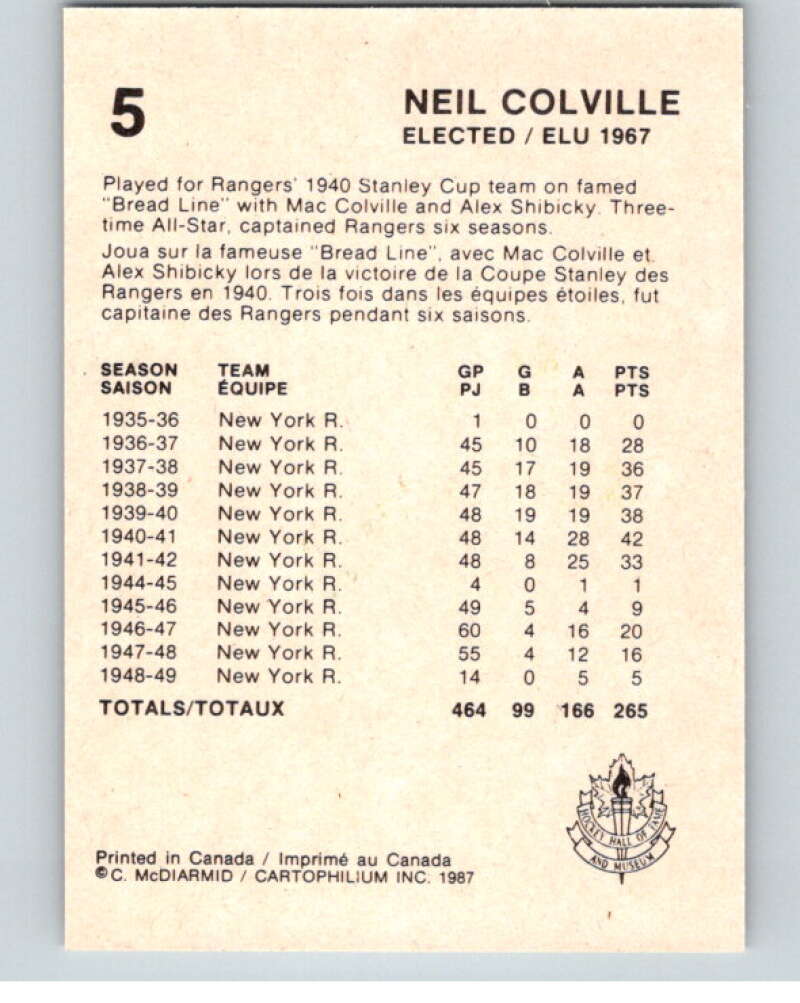 5
NEIL COLVILLE
ELECTED / ELU 1967
Played for Rangers' 1940 Stanley Cup team on famed
"Bread Line" with Mac Colville and Alex Shibicky. Three-
time All-Star, captained Rangers six seasons.
Joua sur la fameuse "Bread Line", avec Mac Colville et
Alex Shibicky lors de la victoire de la Coupe Stanley des
Rangers en 1940. Trois fois dans les équipes étoiles, fut
capitaine des Rangers pendant six saisons.
SEASON TEAM GP G A PTS
SAISON ÉQUIPE PJ B A PTS
1935-36 New York R. 1 0 0 0
1936-37 New York R. 45 10 18 28
1937-38 New York R. 45 17 19 36
1938-39 New York R. 47 18 19 37
1939-40 New York R. 48 19 19 38
1940-41 New York R. 48 14 28 42
1941-42 New York R. 48 8 25 33
1944-45 New York R. 4 0 1 1
1945-46 New York R. 49 5 4 9
1946-47 New York R. 60 4 16 20
1947-48 New York R. 55 4 12 16
1948-49 New York R. 14 0 5 5
TOTALS/TOTAUX 464 99 166 265
HOCKEY HALL OF FAME
AND MUSEUM
Printed in Canada / Imprimé au Canada
©C. McDIARMID / CARTOPHILIUM INC. 1987